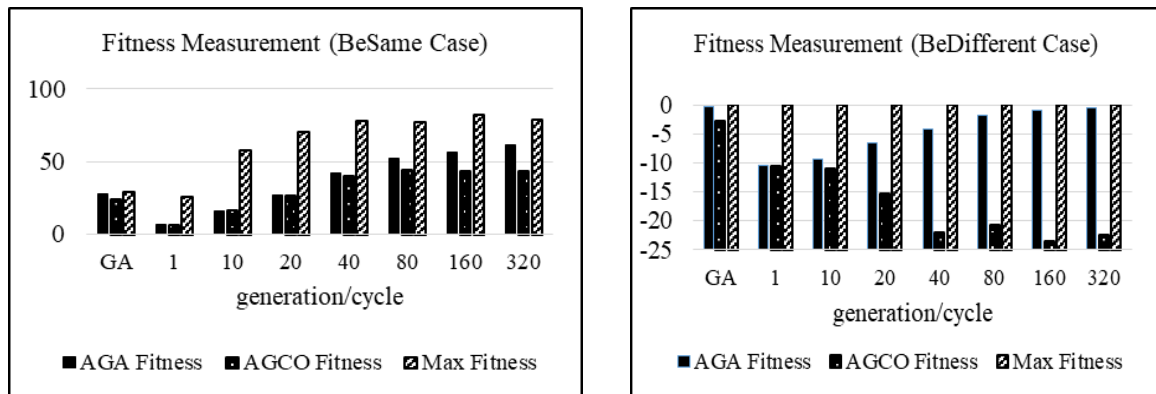 Fitness Measurement (BeSame Case)
100
50
0
GA 1 10 20 40 80 160 320
generation/cycle
AGA Fitness AGCO Fitness Max Fitness
Fitness Measurement (BeDifferent Case)
0
-5
-10
-15
-20
-25
GA 1 10 20 40 80 160 320
generation/cycle
AGA Fitness AGCO Fitness Max Fitness